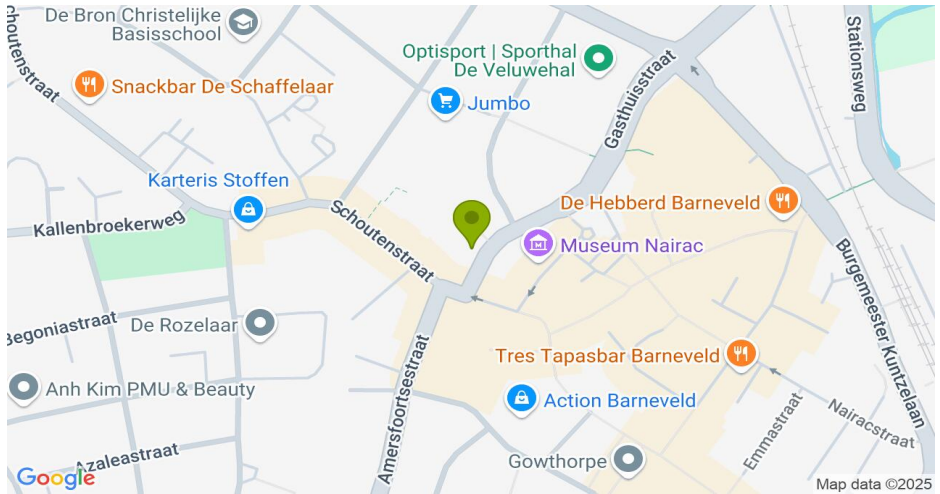 De Bron Christelijke
Basisschool
Schoutenstraat
Optisport | Sporthal
De Veluwehal
Stationsweg
Snackbar De Schaffelaar
Jumbo
Gasthuisstraat
Karteris Stoffen
De Hebberd Barneveld
Kallenbroekerweg
Schoutenstraat
Museum Nairac
Burgemeester Kuntzelaan
Begoniastraat
De Rozelaar
Tres Tapasbar Barneveld
Amersfoortsestraat
Anh Kim PMU & Beauty
Action Barneveld
Emmastraat
Nairacstraat
Azaleastraat
Gowthorpe
Google
Map data ©2025